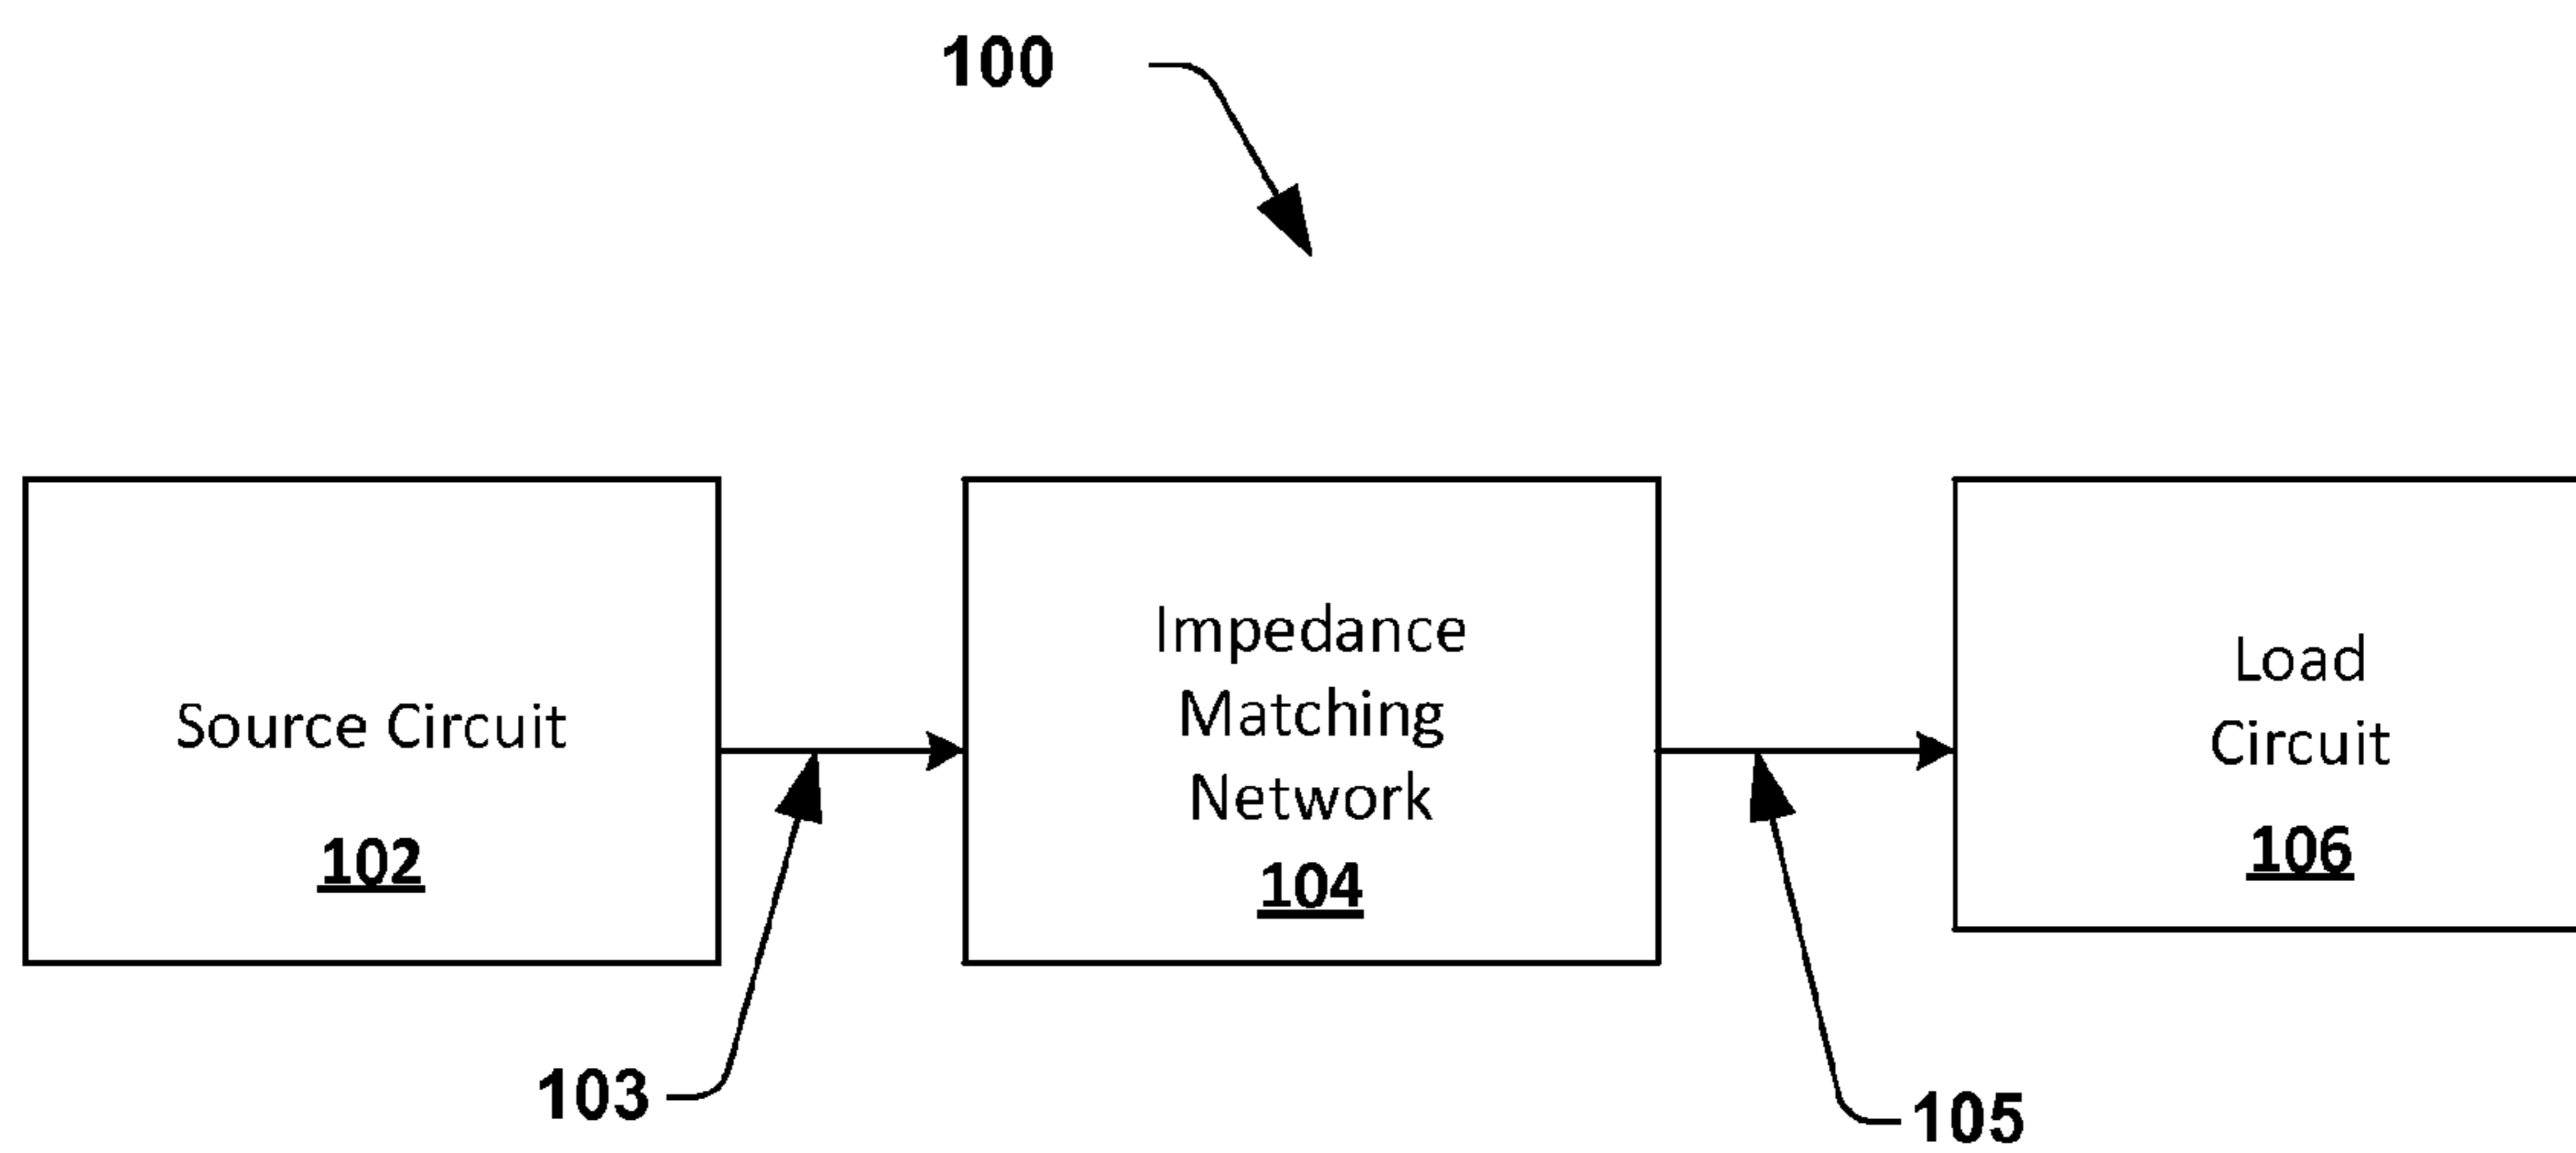 100
Source Circuit
102
Impedance
Matching
Network
104
Load
Circuit
106
103
105